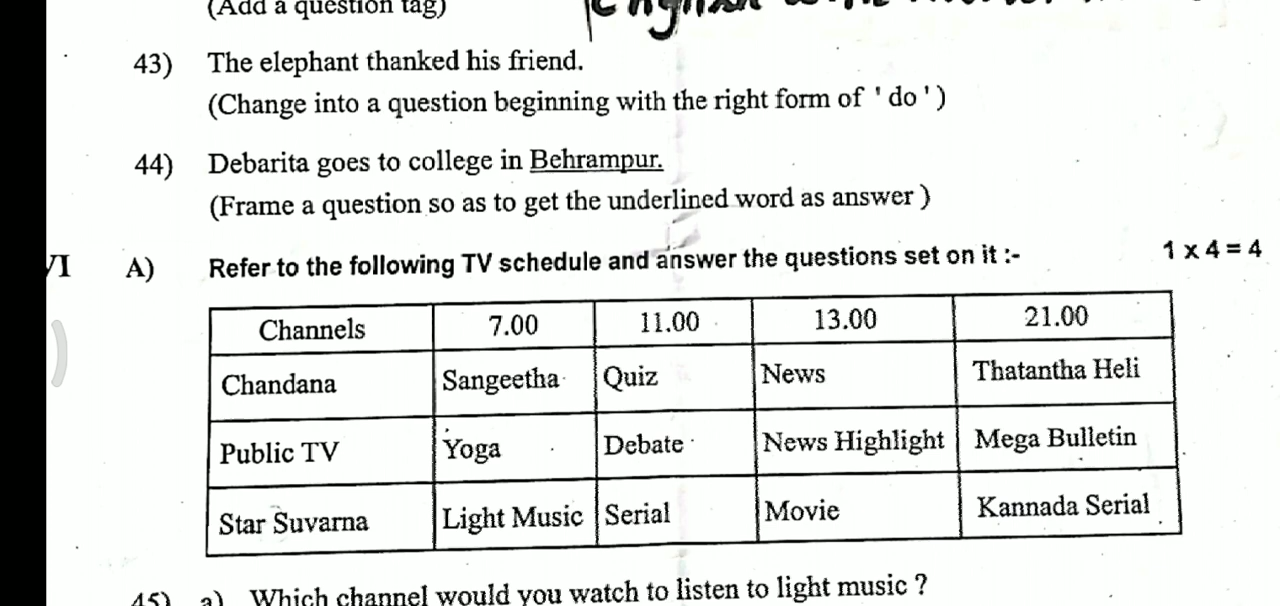 (Add a question tag)
43) The elephant thanked his friend.
(Change into a question beginning with the right form of ' do ')
44) Debarita goes to college in Behrampur.
(Frame a question so as to get the underlined word as answer )
VI A) Refer to the following TV schedule and answer the questions set on it :- 1 x 4 = 4
Channels 7.00 11.00 13.00 21.00
Chandana Sangeetha Quiz News Thatantha Heli
Public TV Yoga Debate News Highlight Mega Bulletin
Star Suvarna Light Music Serial Movie Kannada Serial
45) a) Which channel would you watch to listen to light music ?